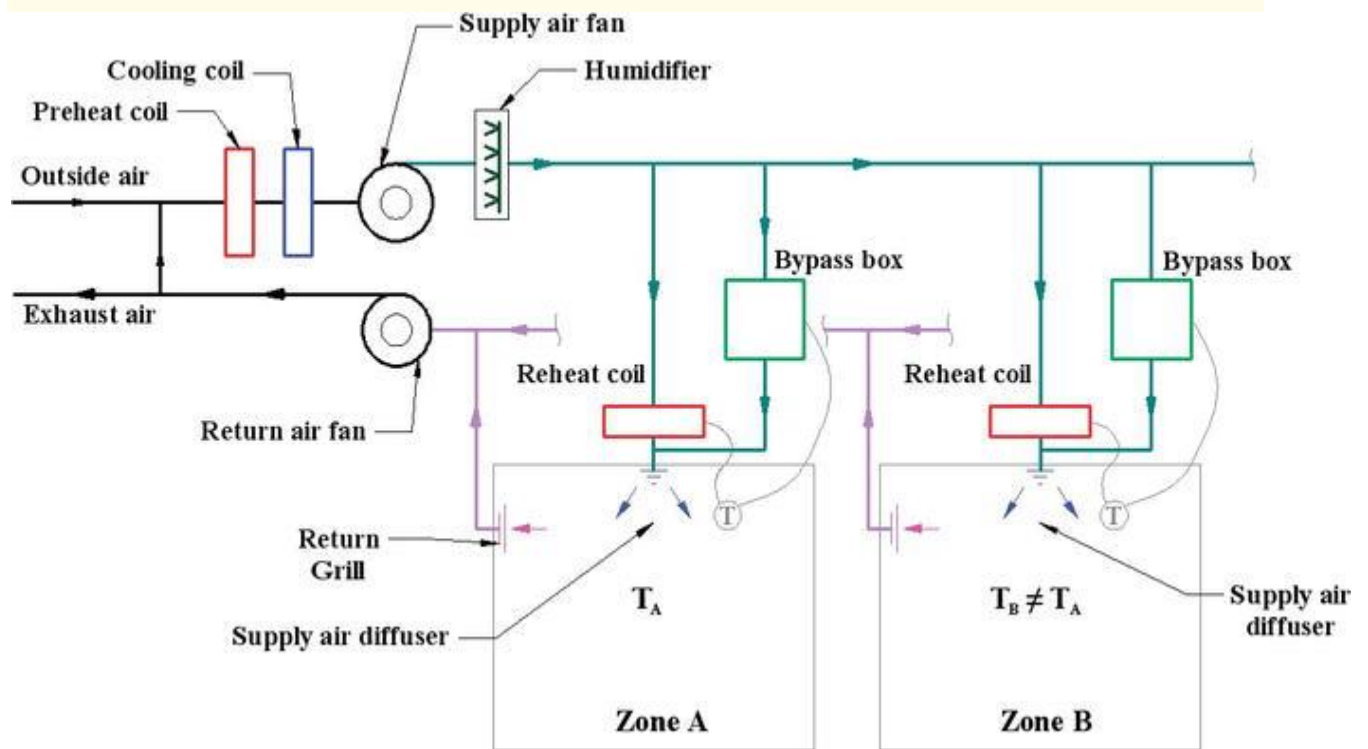 Supply air fan
Cooling coil
Humidifier
Preheat coil
Outside air
Bypass box
Bypass box
Exhaust air
Reheat coil
Reheat coil
Return air fan
T
T
Return
Grill
T_A
T_B ≠ T_A
Supply air
diffuser
Supply air diffuser
Zone A
Zone B